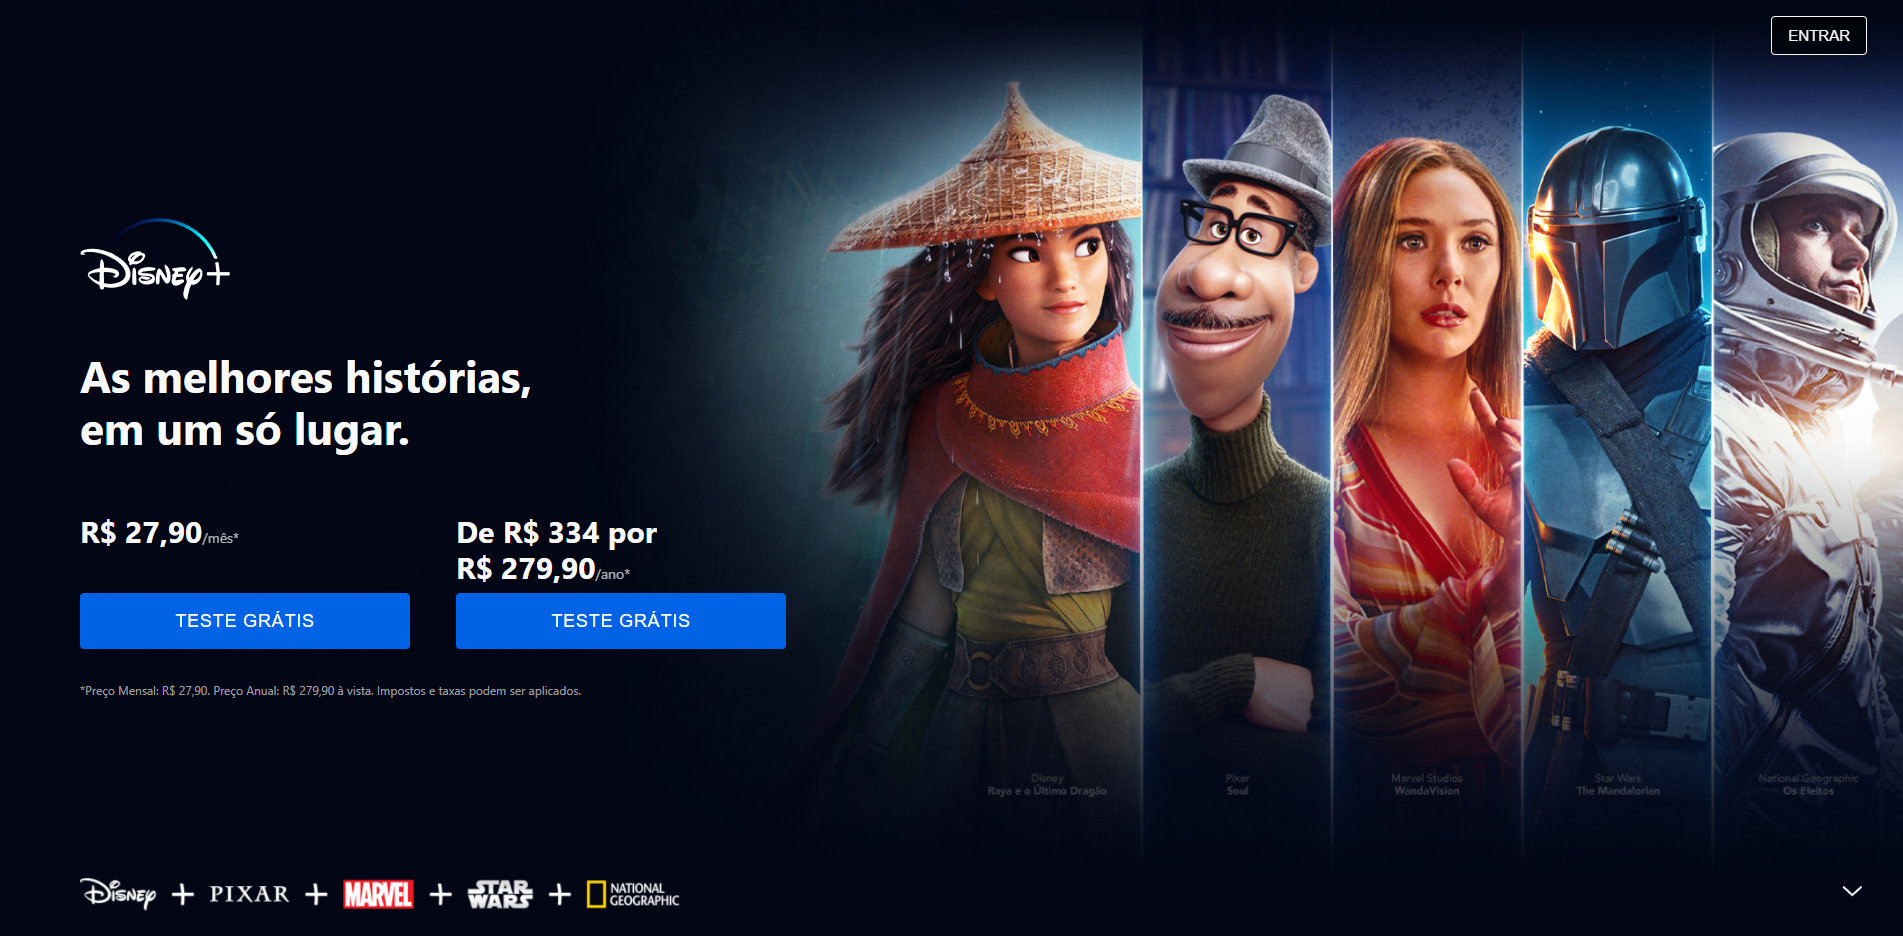 ENTRAR
Disney+
As melhores histórias,
em um só lugar.
R$ 27,90/mês*
TESTE GRÁTIS
De R$ 334 por
R$ 279,90/ano*
TESTE GRÁTIS
*Preço Mensal: R$ 27,90. Preço Anual: R$ 279,90 à vista. Impostos e taxas podem ser aplicados.
Disney
Raya e o Último Dragão
Pixar
Soul
Marvel Studios
WandaVision
Star Wars
The Mandalorian
National Geographic
Os Eleitos
Disney + PIXAR + MARVEL + STAR WARS + NATIONAL GEOGRAPHIC